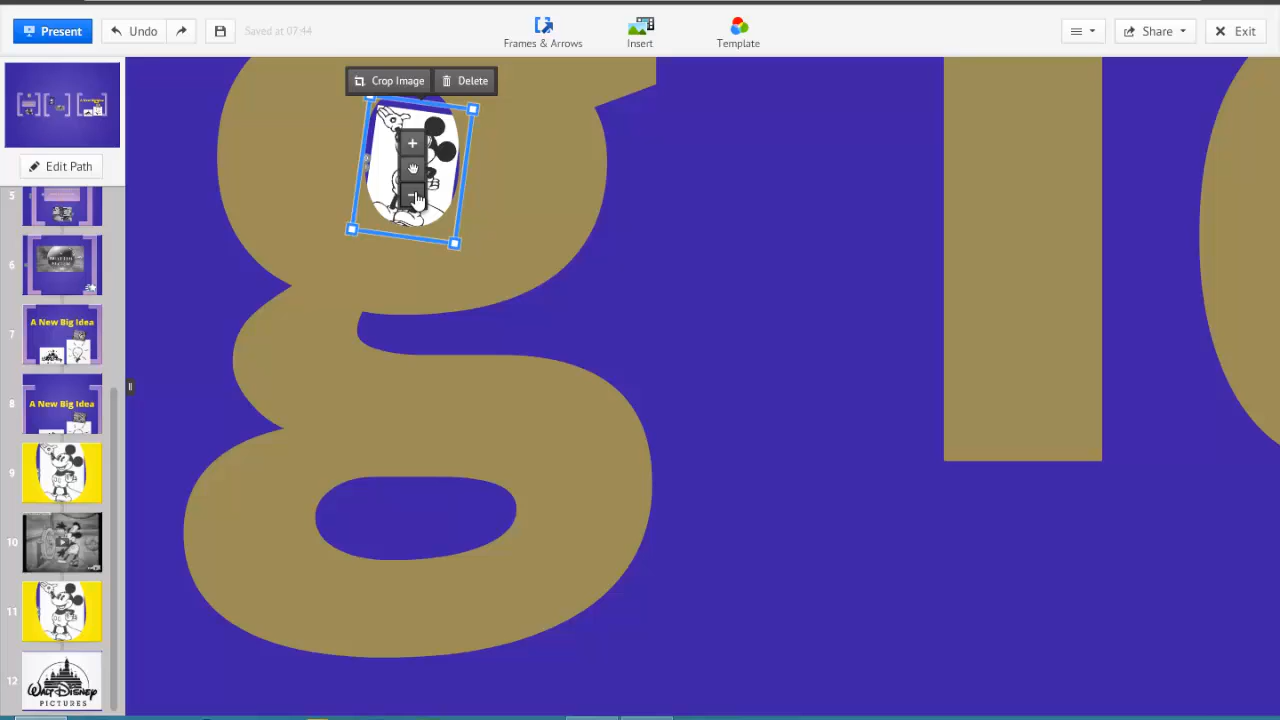 Present
Undo
Saved at 07:44
Frames & Arrows
Insert
Template
Share
Exit
Crop Image
Delete
Edit Path
5
6
7
A New Big Idea
8
A New Big Idea
9
10
11
12
WALT DISNEY
PICTURES
g